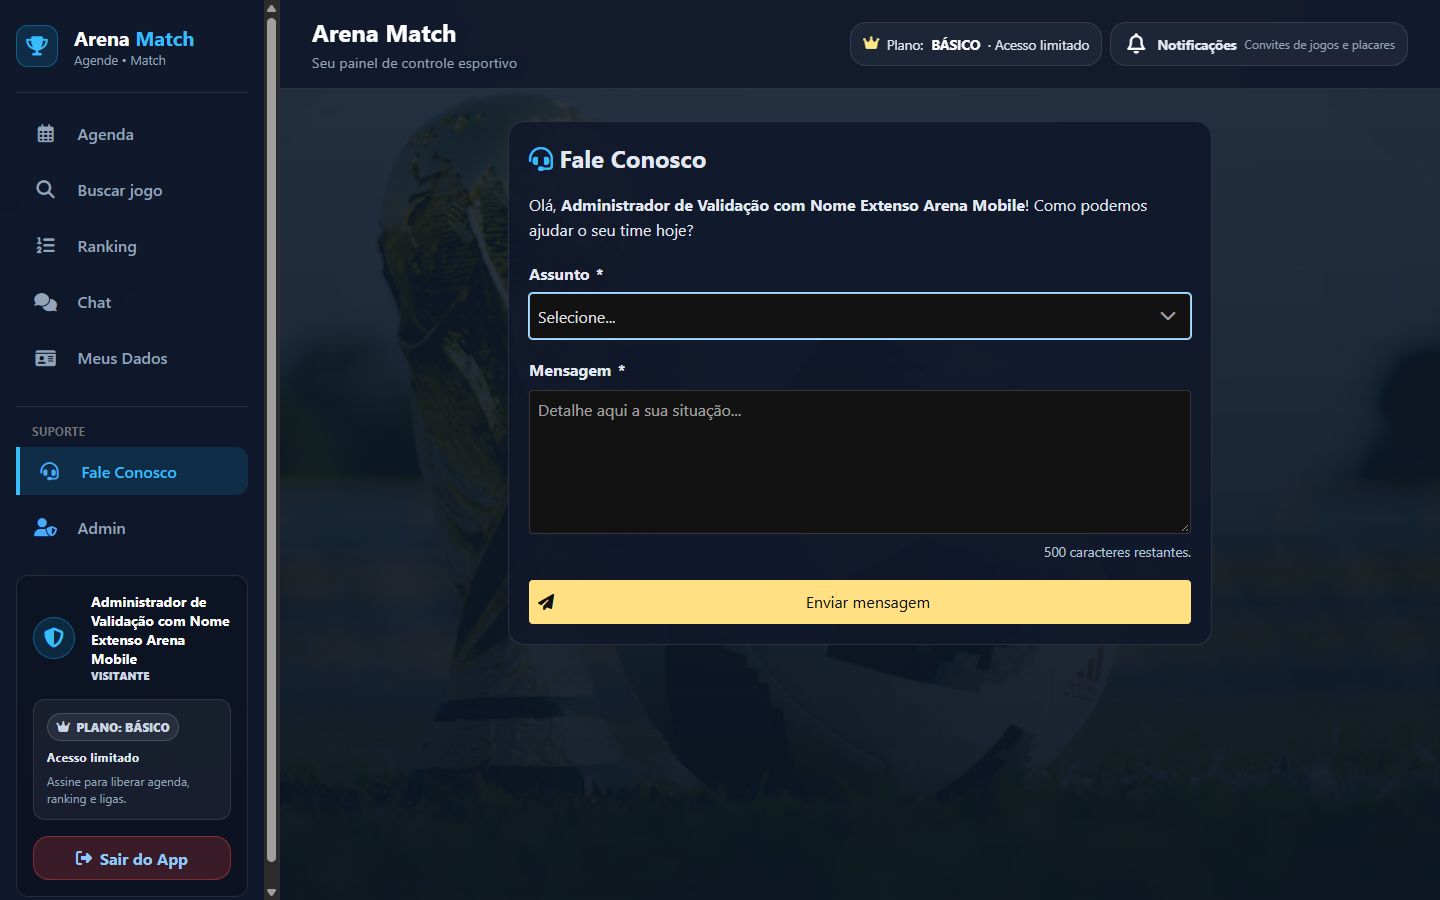 Arena Match
Agende • Match
Agenda
Buscar jogo
Ranking
Chat
Meus Dados
SUPORTE
Fale Conosco
Admin
Administrador de
Validação com Nome
Extenso Arena
Mobile
VISITANTE
PLANO: BÁSICO
Acesso limitado
Assine para liberar agenda,
ranking e ligas.
Sair do App
Arena Match
Seu painel de controle esportivo
Plano: BÁSICO · Acesso limitado
Notificações Convites de jogos e placares
Fale Conosco
Olá, Administrador de Validação com Nome Extenso Arena Mobile! Como podemos
ajudar o seu time hoje?
Assunto *
Selecione...
Mensagem *
Detalhe aqui a sua situação...
500 caracteres restantes.
Enviar mensagem
adidas